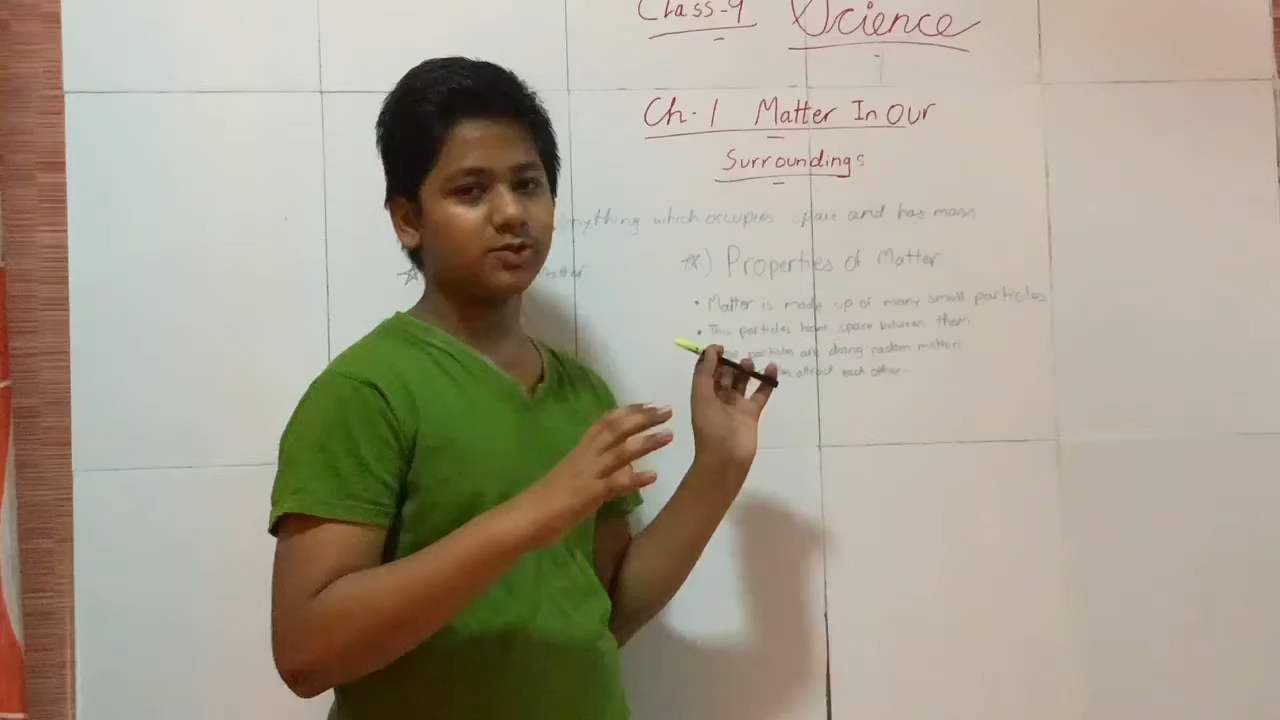 Class-9 Science
Ch-1 Matter In Our
Surroundings
nything which occupies space and has mass
☆) Properties of Matter
• Matter is made up of many small particles
• This particles have space between them
particles are doing random motion
attract each other.